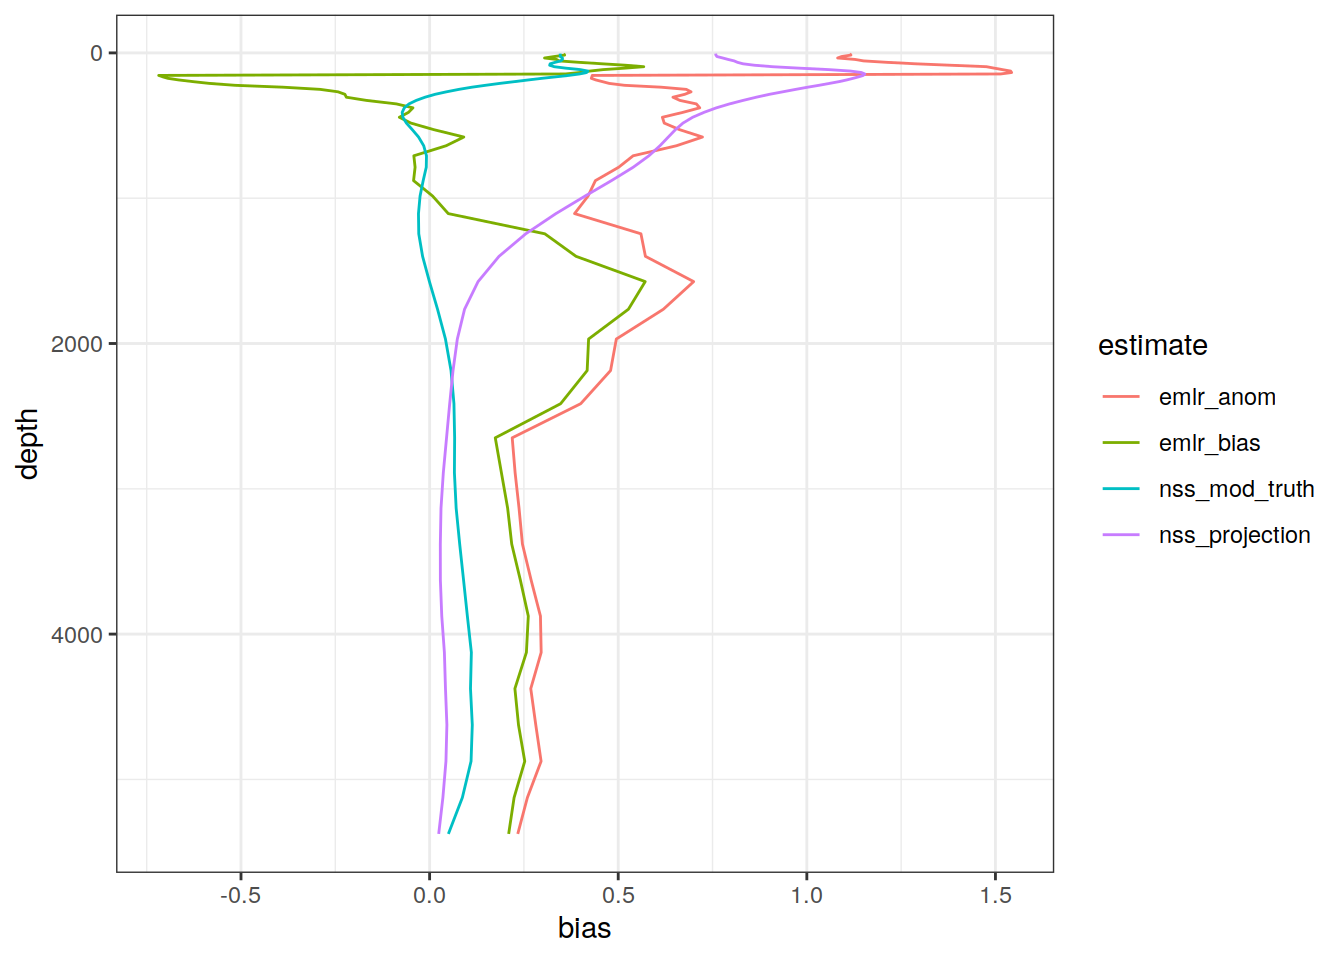 0
2000
4000
depth
-0.5
0.0
0.5
1.0
1.5
bias
estimate
emlr_anom
emlr_bias
nss_mod_truth
nss_projection